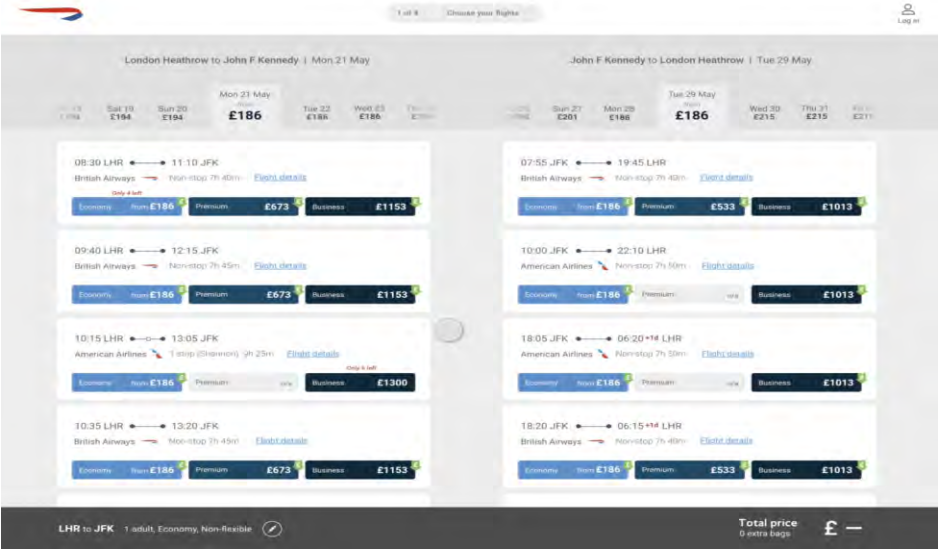 1 of 4 Choose your flights
Log in
London Heathrow to John F Kennedy | Mon 21 May
Sat 19 £194
Sun 20 £194
Mon 21 May from £186
Tue 22 £186
Wed 23 £186
08:30 LHR 11:10 JFK
British Airways Non-stop 7h 40m Flight details
Only 4 left
Economy from £186 Premium £673 Business £1153
09:40 LHR 12:15 JFK
British Airways Non-stop 7h 45m Flight details
Economy from £186 Premium £673 Business £1153
10:15 LHR 13:05 JFK
American Airlines 1 stop (Shannon) 9h 25m Flight details
Economy from £186 Premium n/a Business £1300
10:35 LHR 13:20 JFK
British Airways Non-stop 7h 45m Flight details
Economy from £186 Premium £673 Business £1153
John F Kennedy to London Heathrow | Tue 29 May
Sun 27 £201
Mon 28 £186
Tue 29 May from £186
Wed 30 £215
Thu 31 £215
07:55 JFK 19:45 LHR
British Airways Non-stop Flight details
Economy from £186 Premium £533 Business £1013
10:00 JFK 22:10 LHR
American Airlines Non-stop Flight details
Economy from £186 Premium n/a Business £1013
18:05 JFK 06:20 +1d LHR
American Airlines Non-stop Flight details
Economy from £186 Premium n/a Business £1013
18:20 JFK 06:15 +1d LHR
British Airways Non-stop Flight details
Economy from £186 Premium £533 Business £1013
LHR to JFK 1 adult, Economy, Non-flexible
Total price £ —
0 extra bags